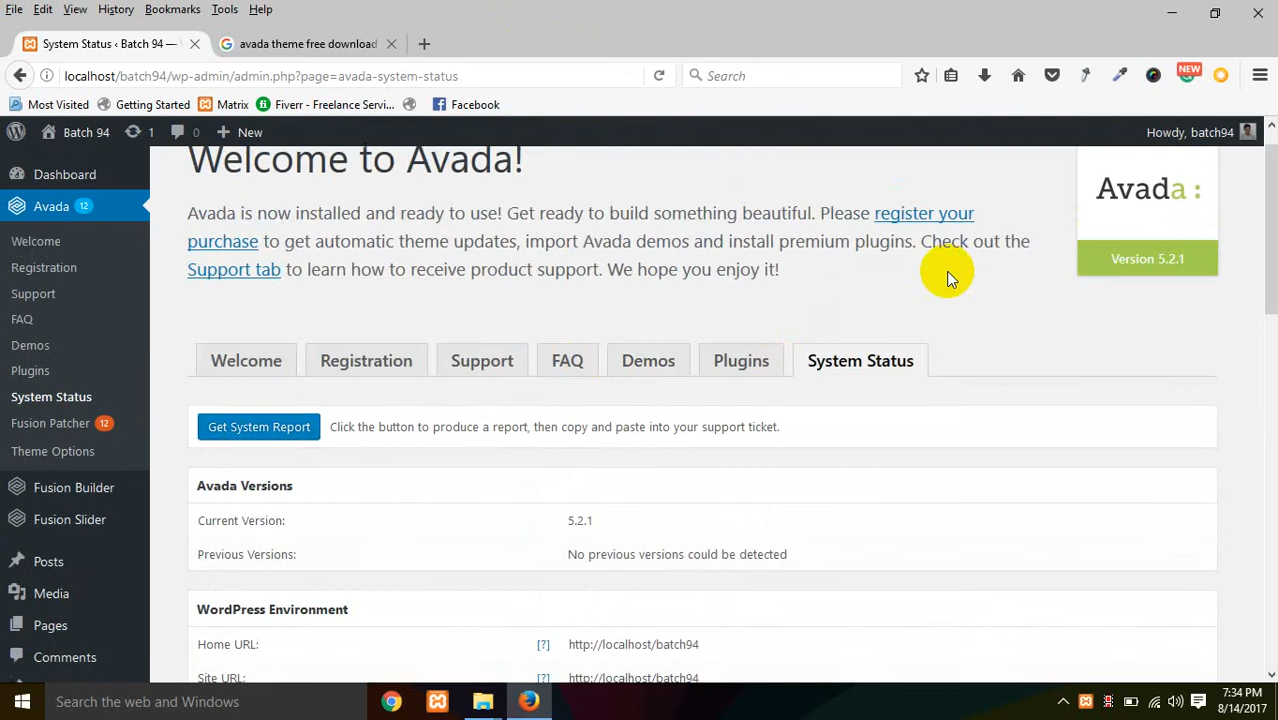 File Edit View History Bookmarks Tools Help
System Status ‹ Batch 94 — avada theme free download
localhost/batch94/wp-admin/admin.php?page=avada-system-status Search NEW
Most Visited Getting Started Matrix Fiverr - Freelance Servi... Facebook
Batch 94 1 0 New Howdy, batch94
Dashboard
Avada 12
Welcome
Registration
Support
FAQ
Demos
Plugins
System Status
Fusion Patcher 12
Theme Options
Fusion Builder
Fusion Slider
Posts
Media
Pages
Comments
Welcome to Avada!
Avada is now installed and ready to use! Get ready to build something beautiful. Please register your
purchase to get automatic theme updates, import Avada demos and install premium plugins. Check out the
Support tab to learn how to receive product support. We hope you enjoy it!
Avada :
Version 5.2.1
Welcome Registration Support FAQ Demos Plugins System Status
Get System Report Click the button to produce a report, then copy and paste into your support ticket.
Avada Versions
Current Version: 5.2.1
Previous Versions: No previous versions could be detected
WordPress Environment
Home URL: [?] http://localhost/batch94
Site URL: [?] http://localhost/batch94
Search the web and Windows
7:34 PM
8/14/2017